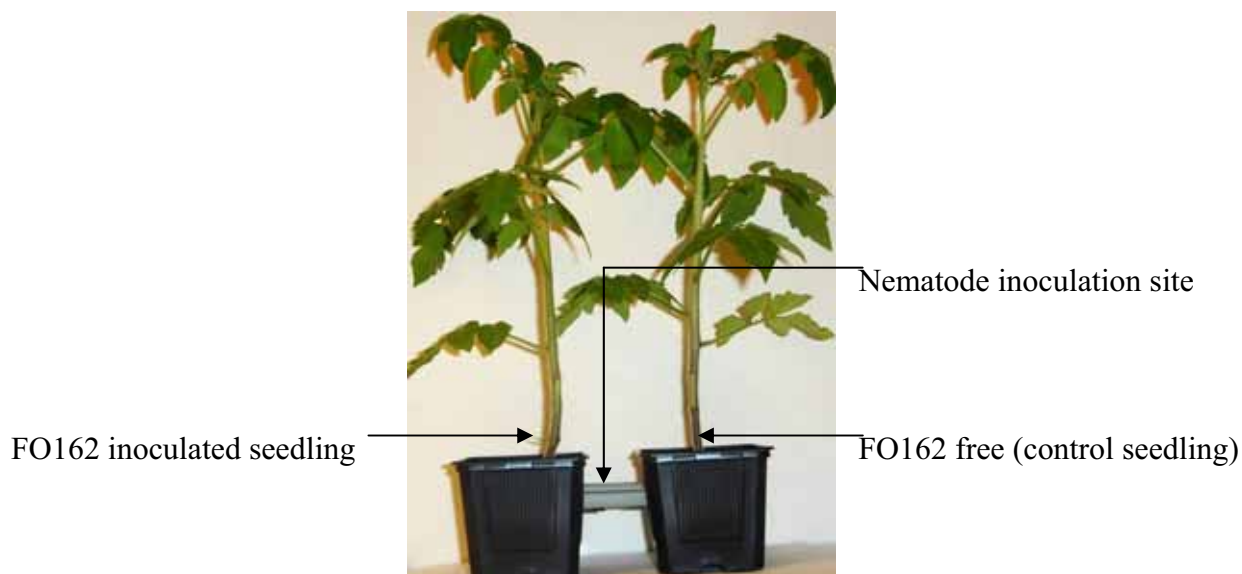 Nematode inoculation site
FO162 inoculated seedling
FO162 free (control seedling)